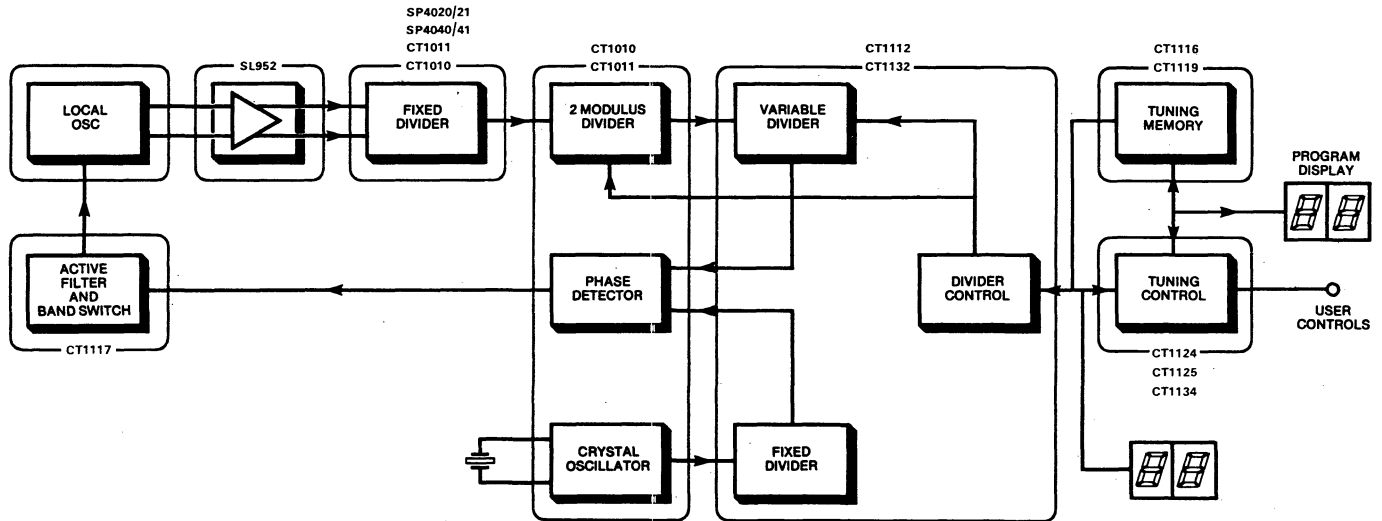 SP4020/21
SP4040/41
CT1011
CT1010
SL952
CT1010
CT1011
CT1112
CT1132
CT1116
CT1119
LOCAL
OSC
FIXED
DIVIDER
2 MODULUS
DIVIDER
VARIABLE
DIVIDER
TUNING
MEMORY
PROGRAM
DISPLAY
ACTIVE
FILTER
AND
BAND SWITCH
CT1117
PHASE
DETECTOR
DIVIDER
CONTROL
TUNING
CONTROL
USER
CONTROLS
CT1124
CT1125
CT1134
CRYSTAL
OSCILLATOR
FIXED
DIVIDER